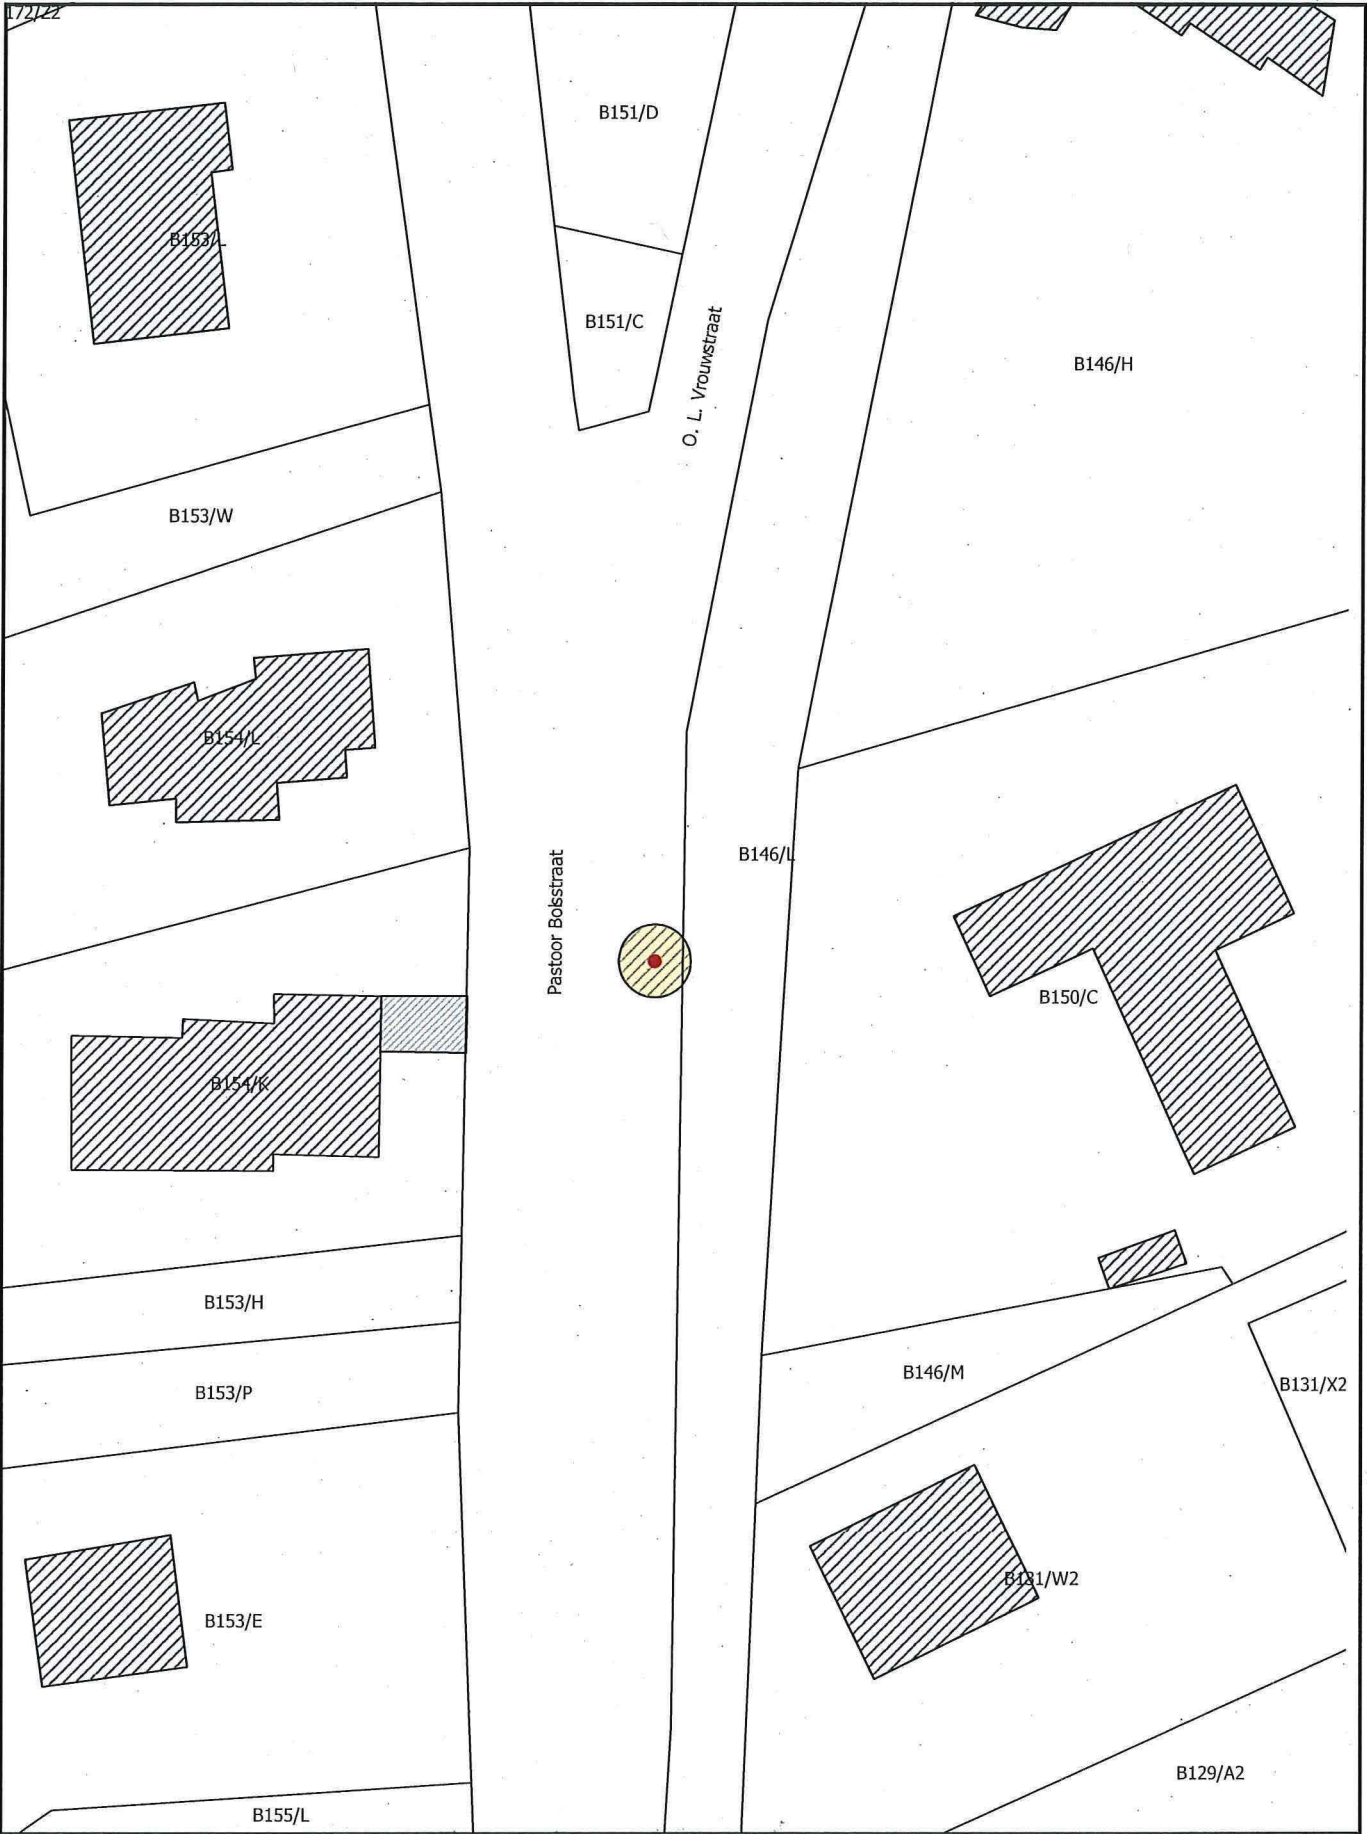 172/22
B151/D
B153/L
B151/C
O. L. Vrouwstraat
B146/H
B153/W
B154/L
Pastoor Bolsstraat
B146/L
B150/C
B154/K
B153/H
B146/M
B153/P
B131/X2
B131/W2
B153/E
B129/A2
B155/L